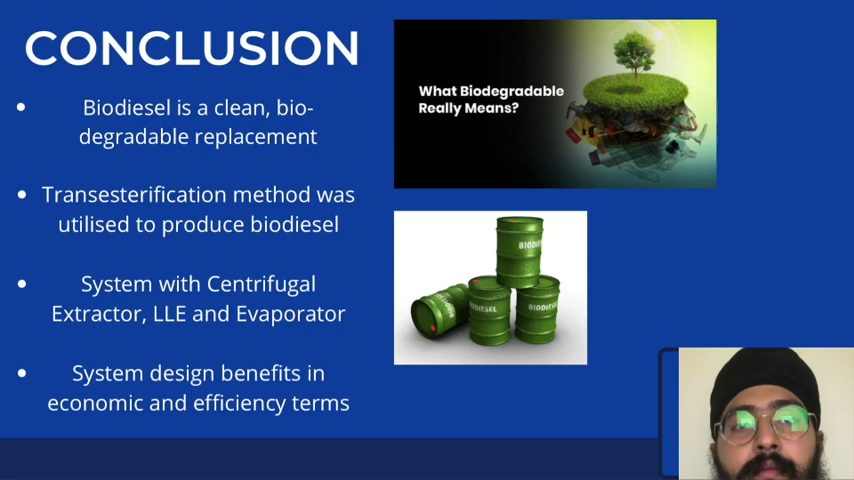 CONCLUSION
Biodiesel is a clean, bio-
degradable replacement
Transesterification method was
utilised to produce biodiesel
System with Centrifugal
Extractor, LLE and Evaporator
System design benefits in
economic and efficiency terms
What Biodegradable
Really Means?
BIODIESEL